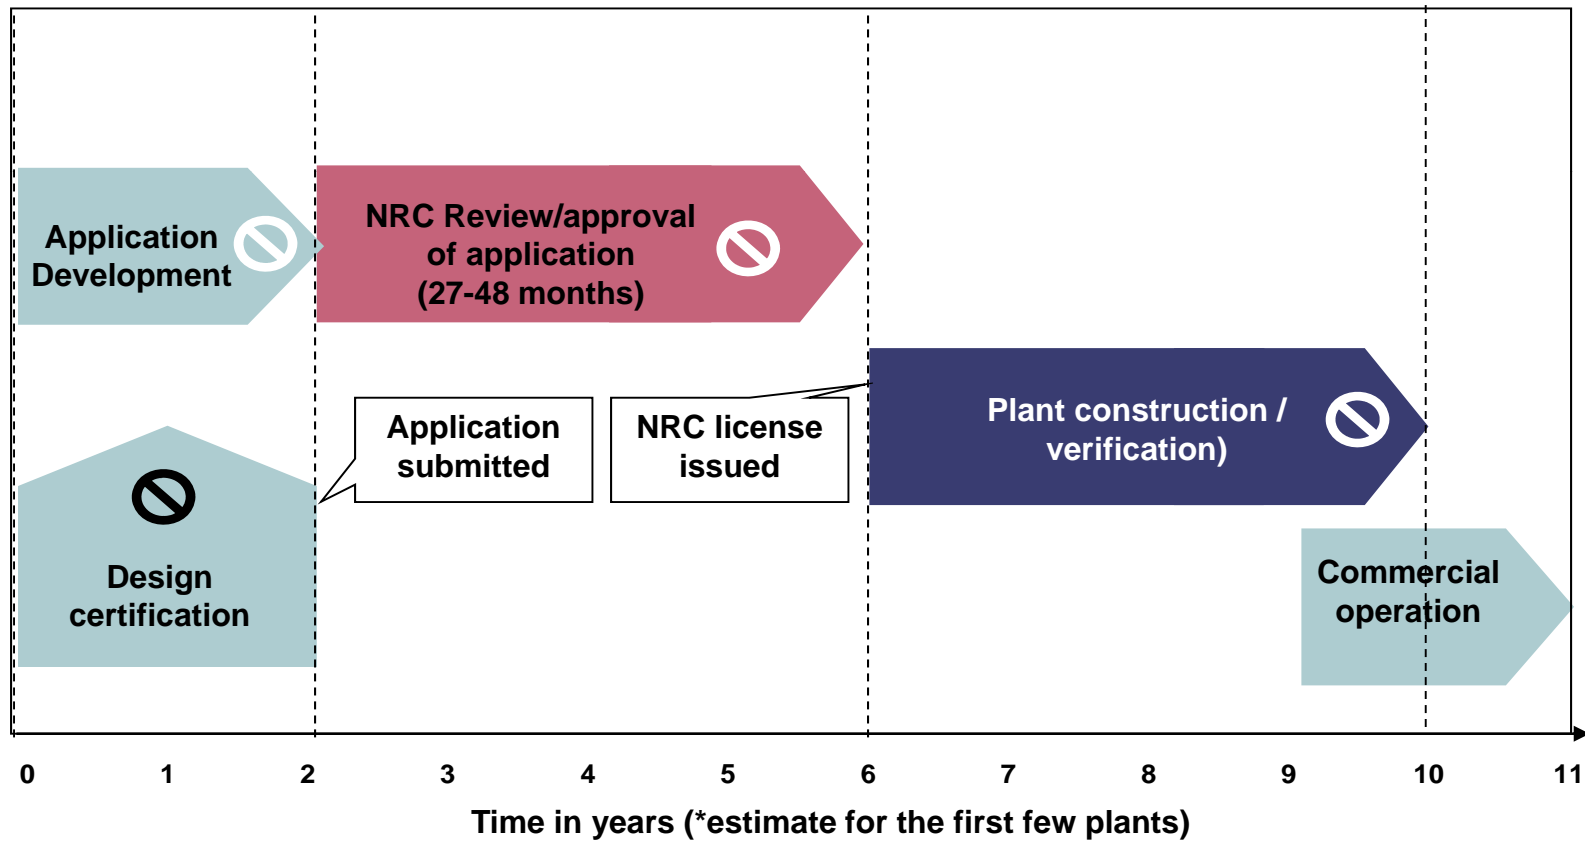 Application
Development
NRC Review/approval
of application
(27-48 months)
Plant construction /
verification)
Application
submitted
NRC license
issued
Design
certification
Commercial
operation
0 1 2 3 4 5 6 7 8 9 10 11
Time in years (*estimate for the first few plants)